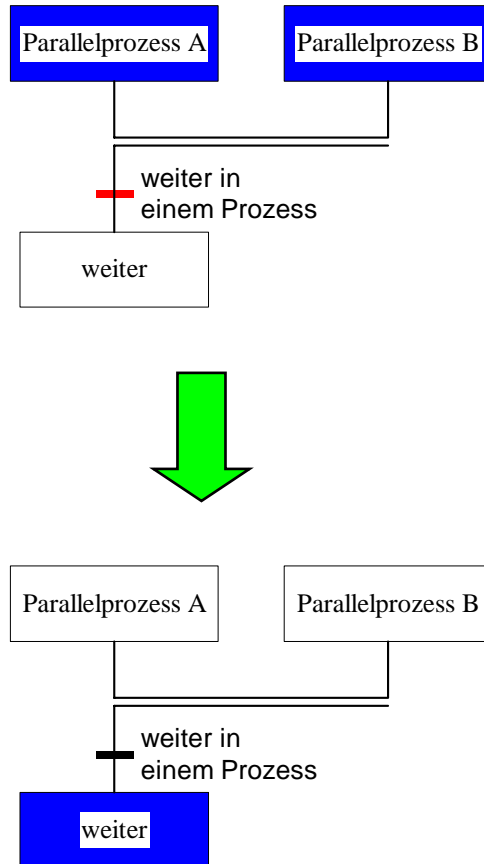 Parallelprozess A
Parallelprozess B
weiter in
einem Prozess
weiter
Parallelprozess A
Parallelprozess B
weiter in
einem Prozess
weiter